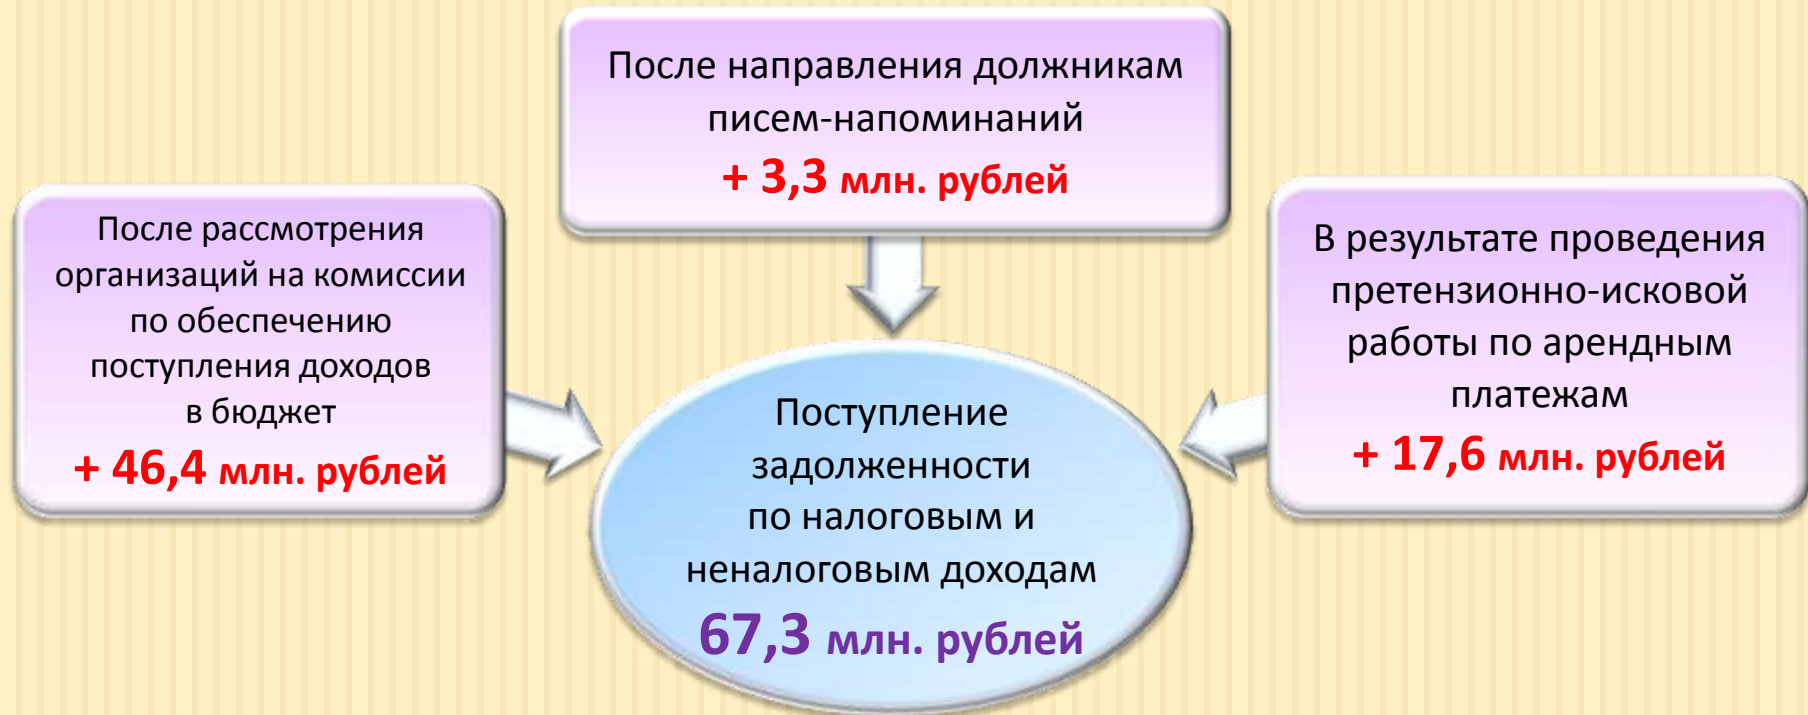 После направления должникам
писем-напоминаний
+ 3,3 млн. рублей
После рассмотрения
организаций на комиссии
по обеспечению
поступления доходов
в бюджет
+ 46,4 млн. рублей
В результате проведения
претензионно-исковой
работы по арендным
платежам
+ 17,6 млн. рублей
Поступление
задолженности
по налоговым и
неналоговым доходам
67,3 млн. рублей